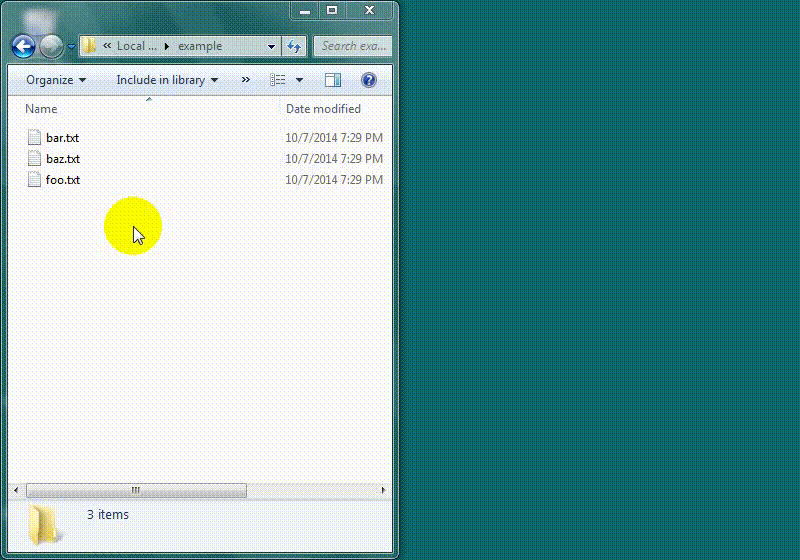 « Local ... ▸ example Search exa...
Organize Include in library »
Name Date modified
bar.txt 10/7/2014 7:29 PM
baz.txt 10/7/2014 7:29 PM
foo.txt 10/7/2014 7:29 PM
3 items